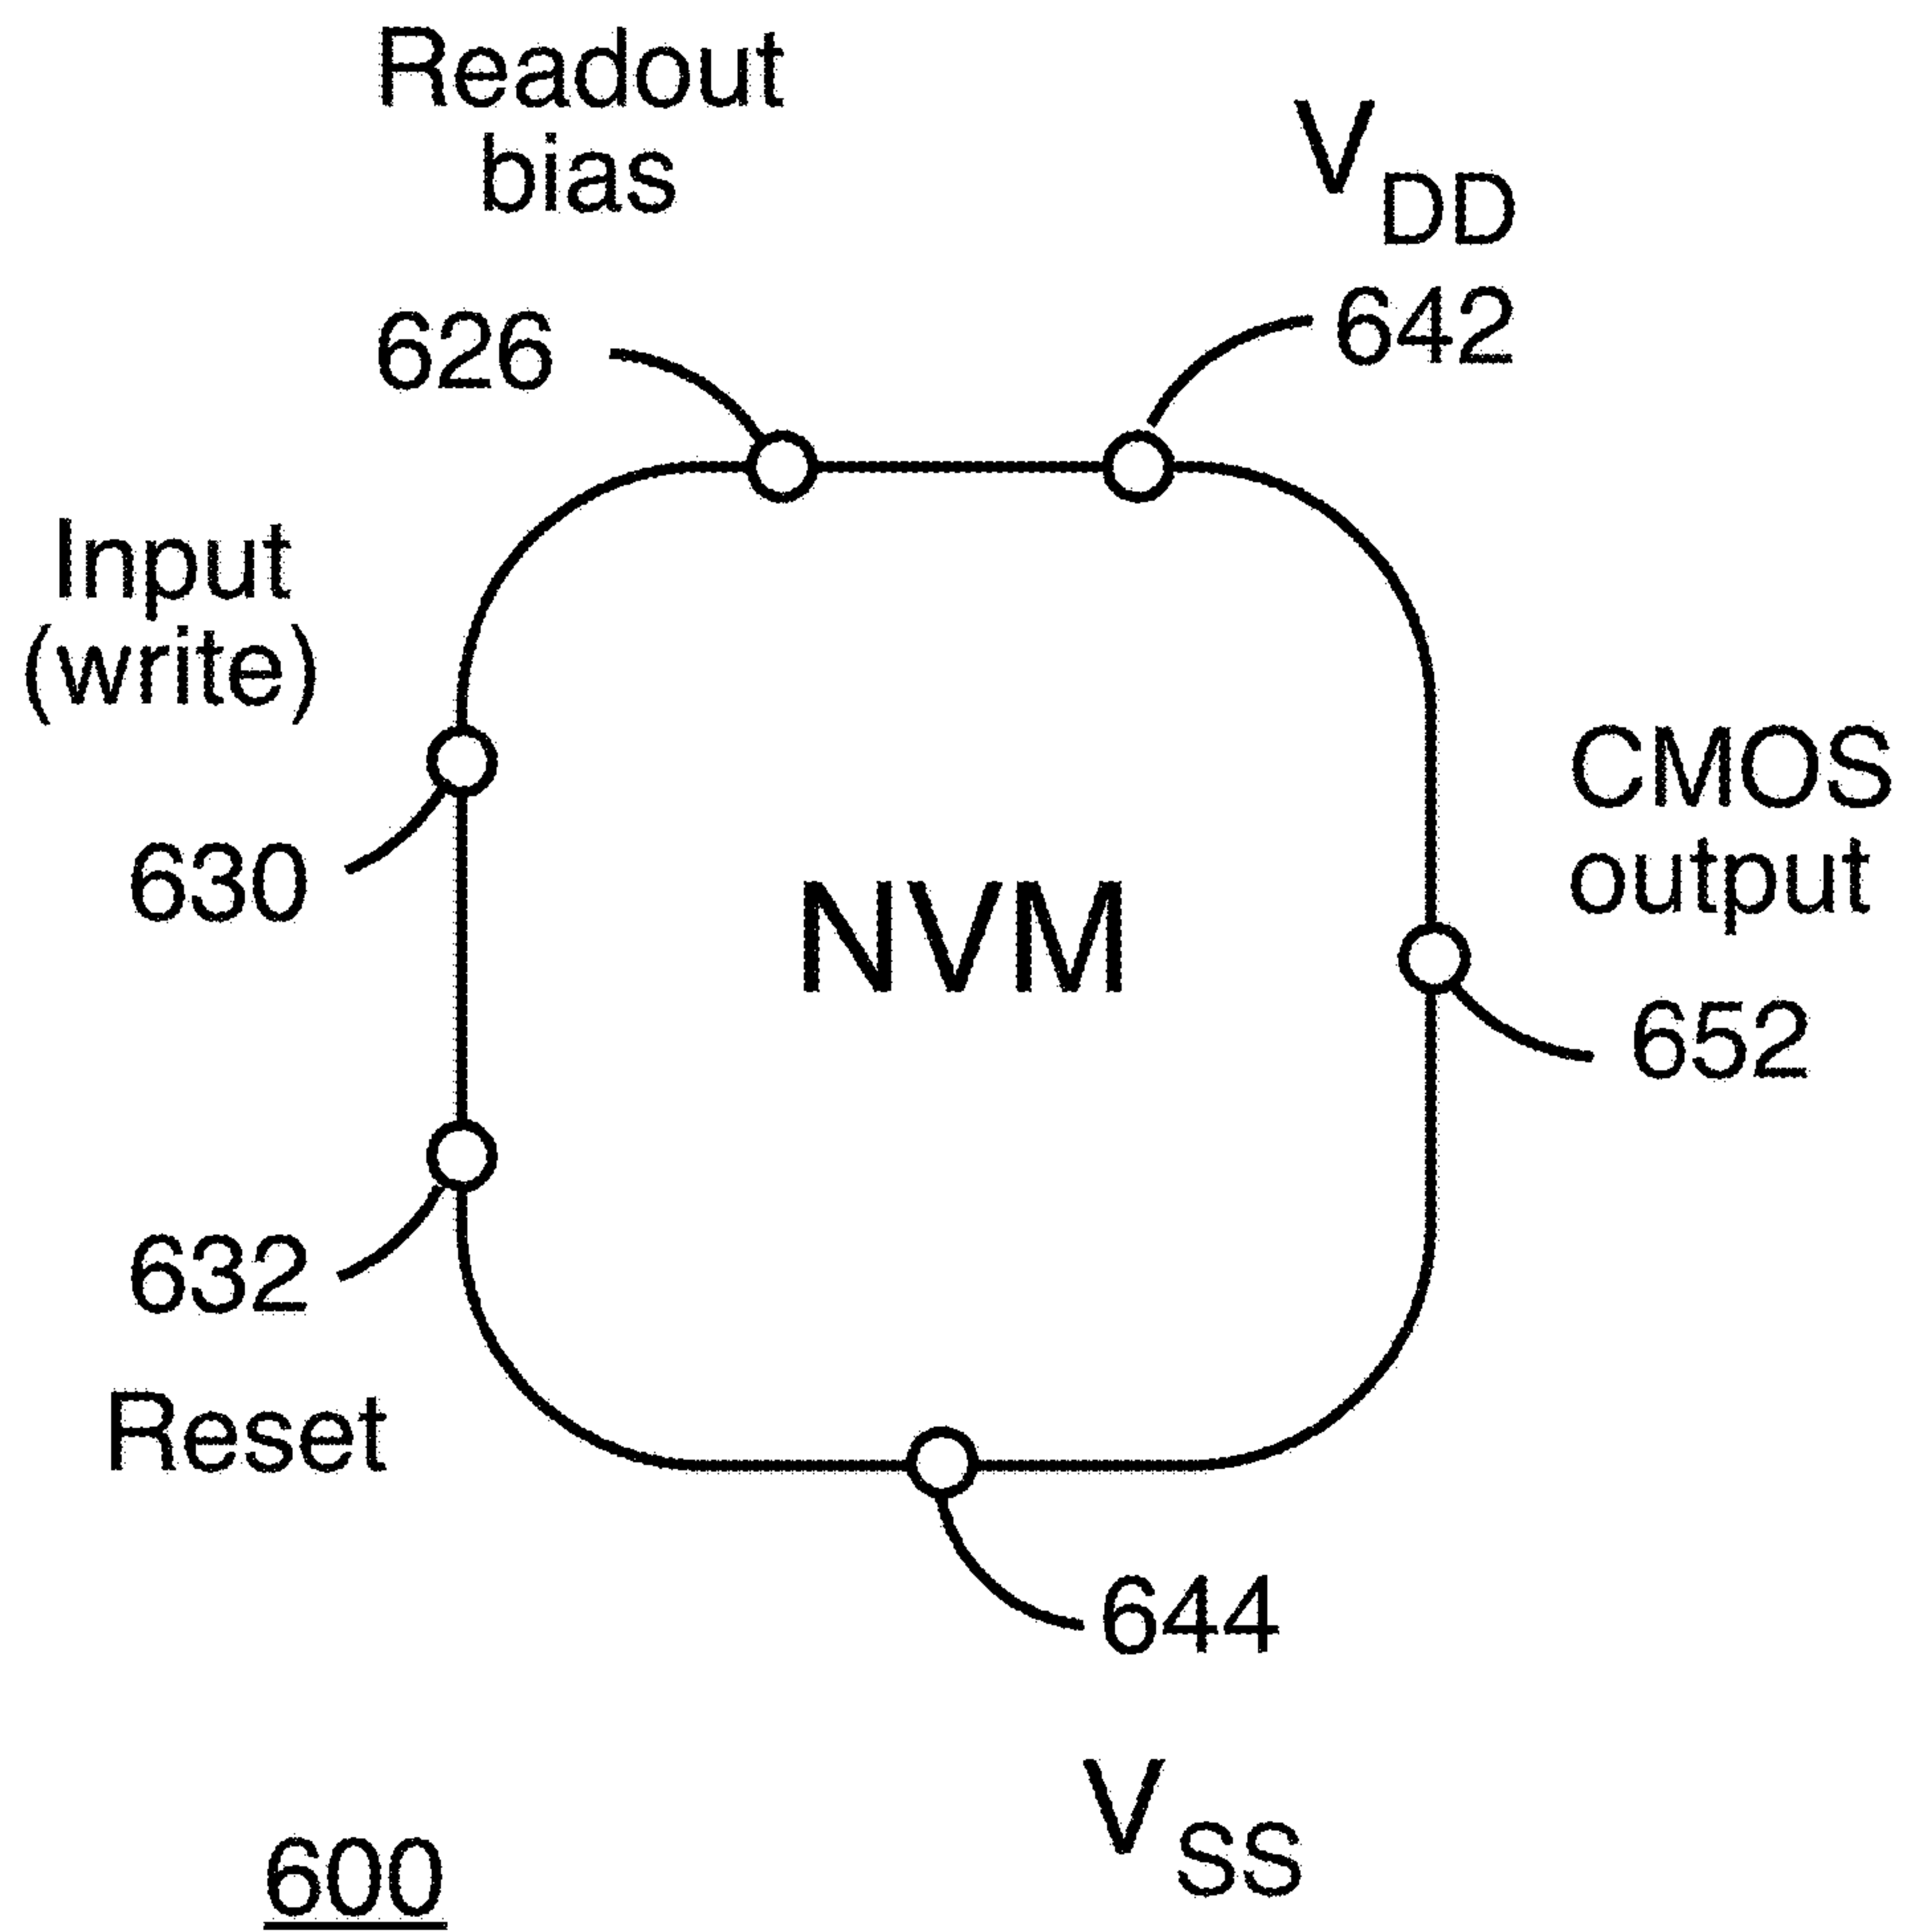 Readout
bias
V DD
626
642
Input
(write)
630
CMOS
output
NVM
652
632
Reset
644
V SS
600